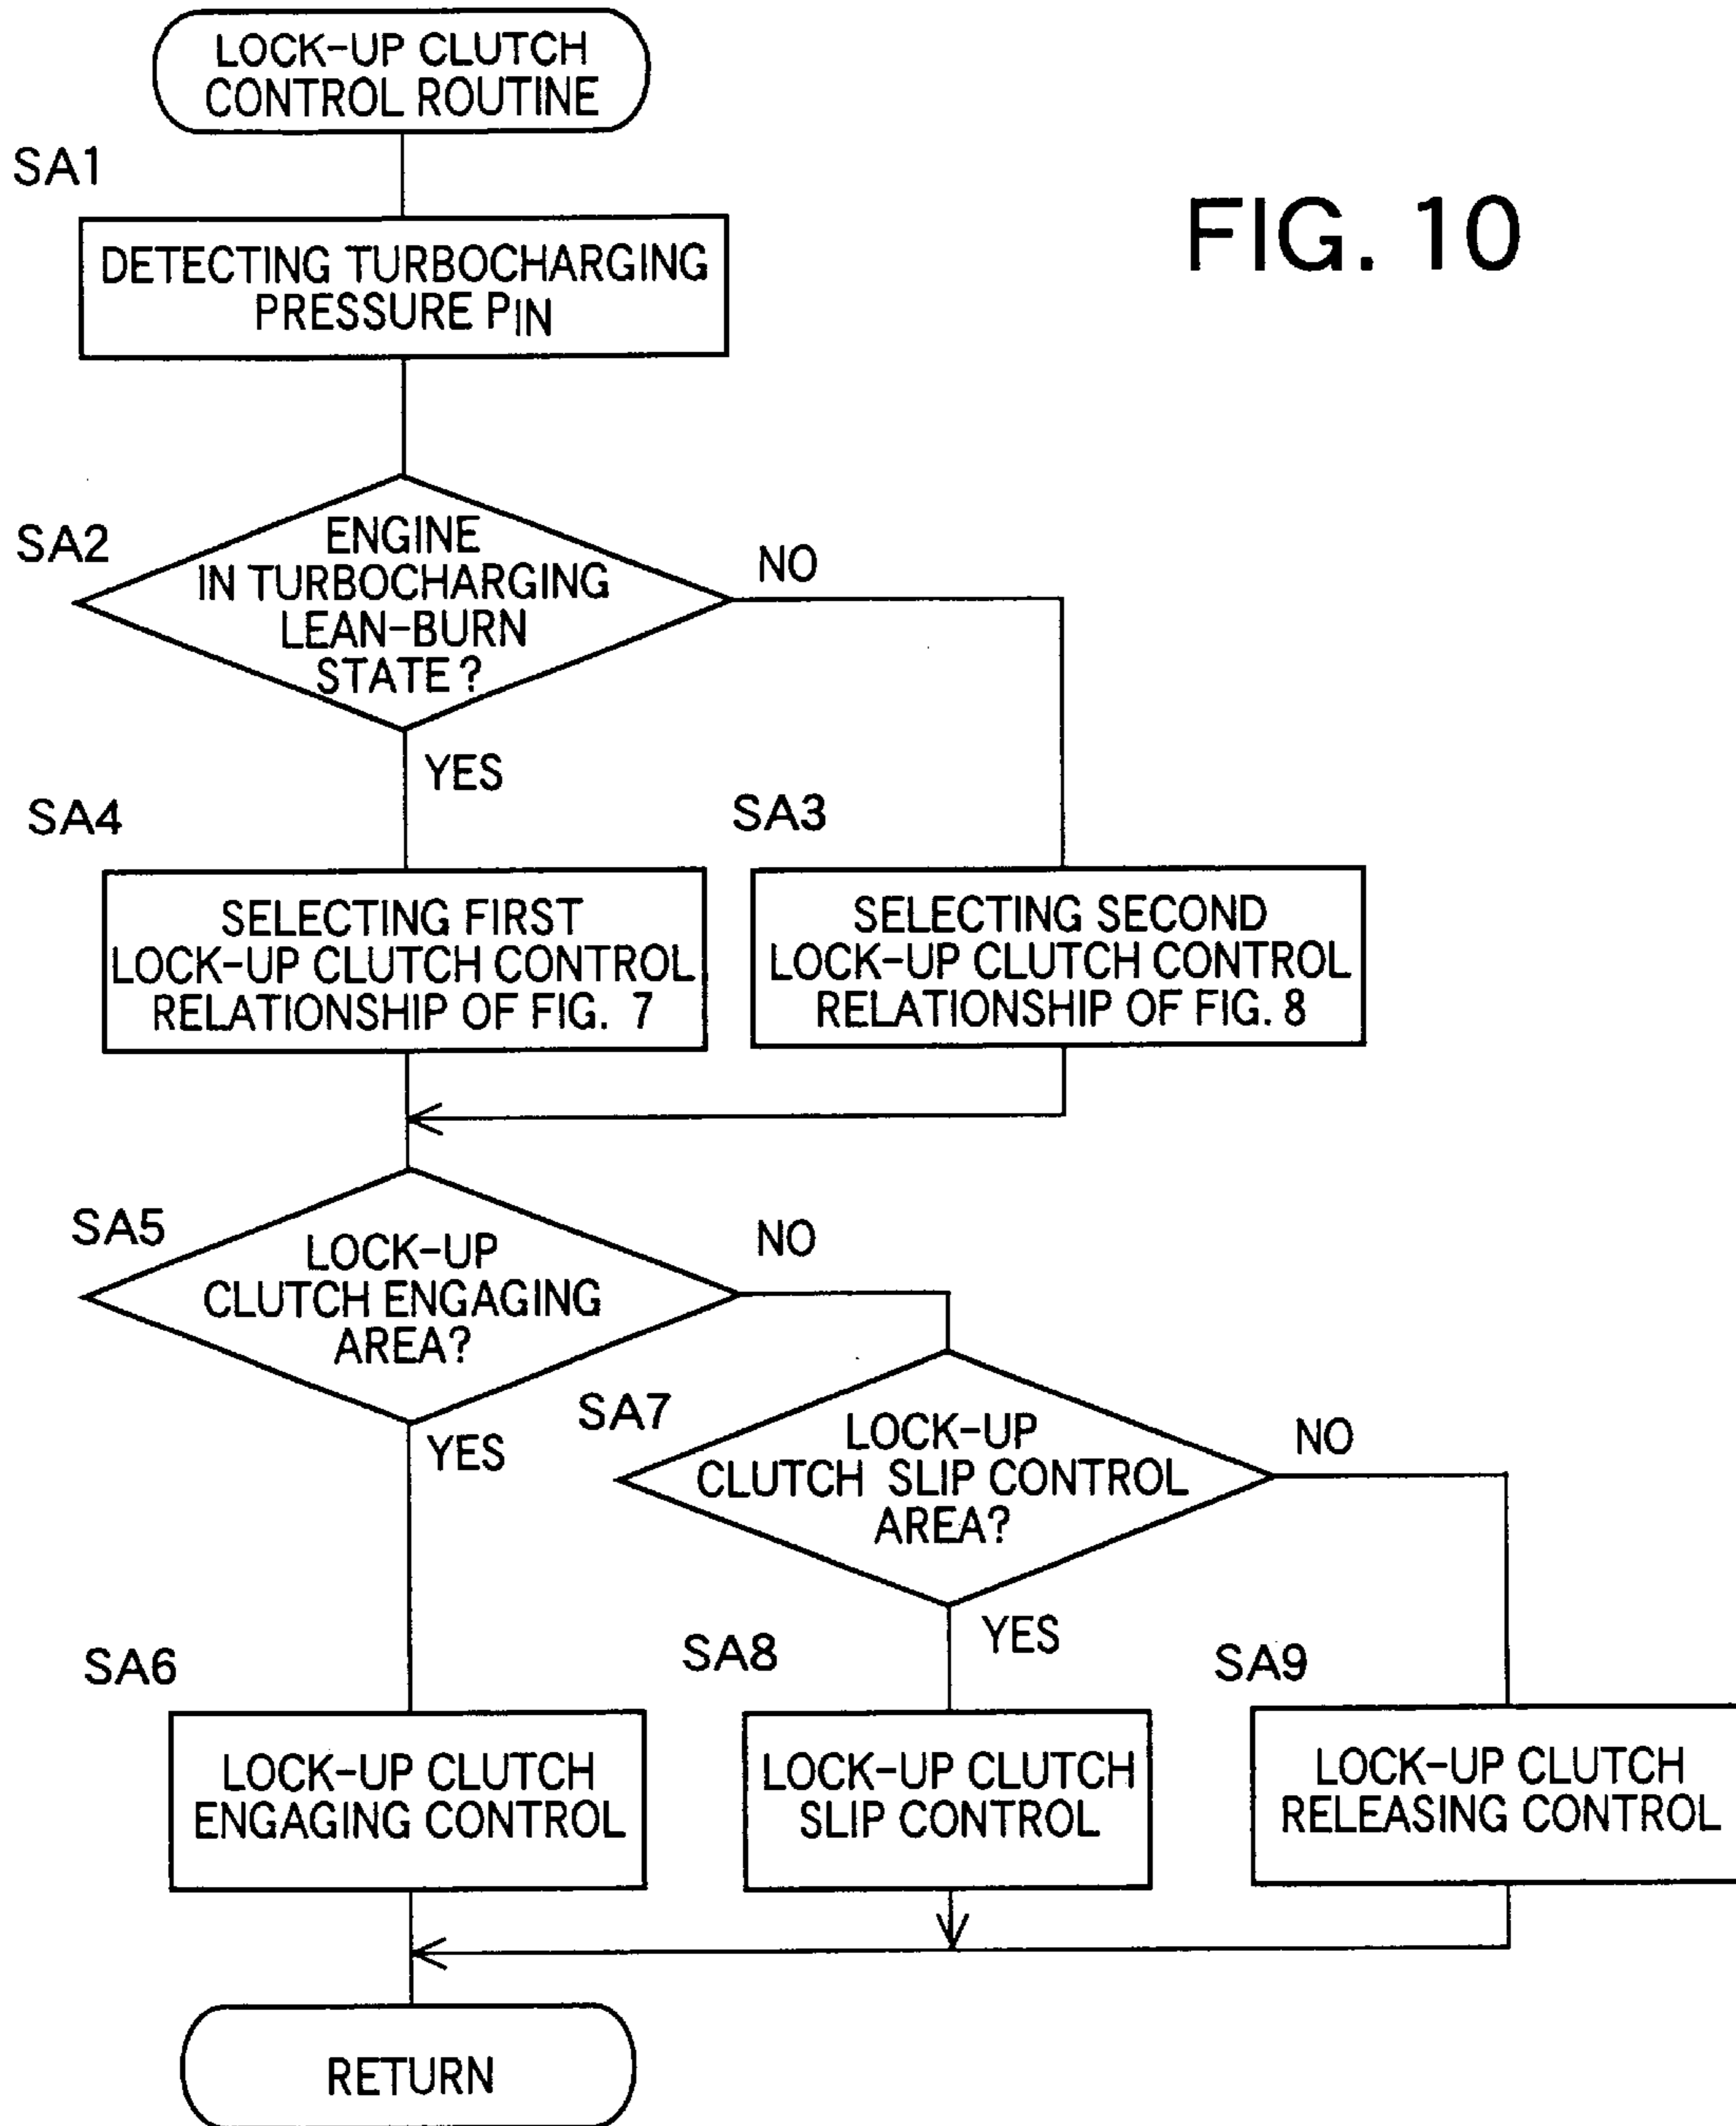 LOCK-UP CLUTCH
CONTROL ROUTINE
FIG. 10
SA1
DETECTING TURBOCHARGING
PRESSURE PIN
SA2
ENGINE
IN TURBOCHARGING
LEAN-BURN
STATE?
NO
YES
SA4
SELECTING FIRST
LOCK-UP CLUTCH CONTROL
RELATIONSHIP OF FIG. 7
SA3
SELECTING SECOND
LOCK-UP CLUTCH CONTROL
RELATIONSHIP OF FIG. 8
SA5
LOCK-UP
CLUTCH ENGAGING
AREA?
NO
YES
SA7
LOCK-UP
CLUTCH SLIP CONTROL
AREA?
NO
YES
SA6
LOCK-UP CLUTCH
ENGAGING CONTROL
SA8
LOCK-UP CLUTCH
SLIP CONTROL
SA9
LOCK-UP CLUTCH
RELEASING CONTROL
RETURN